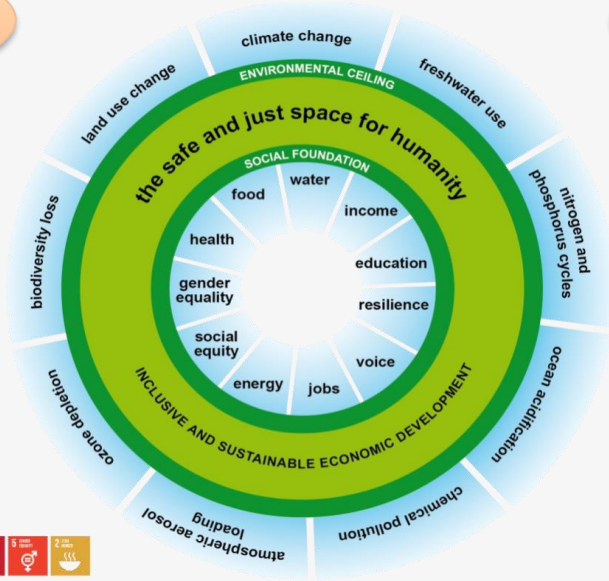 climate change
freshwater use
nitrogen and
phosphorus cycles
ocean acidification
chemical pollution
atmospheric aerosol
loading
ozone depletion
biodiversity loss
land use change
ENVIRONMENTAL CEILING
the safe and just space for humanity
SOCIAL FOUNDATION
water
income
education
resilience
voice
jobs
energy
social
equity
gender
equality
health
food
INCLUSIVE AND SUSTAINABLE ECONOMIC DEVELOPMENT
5
2